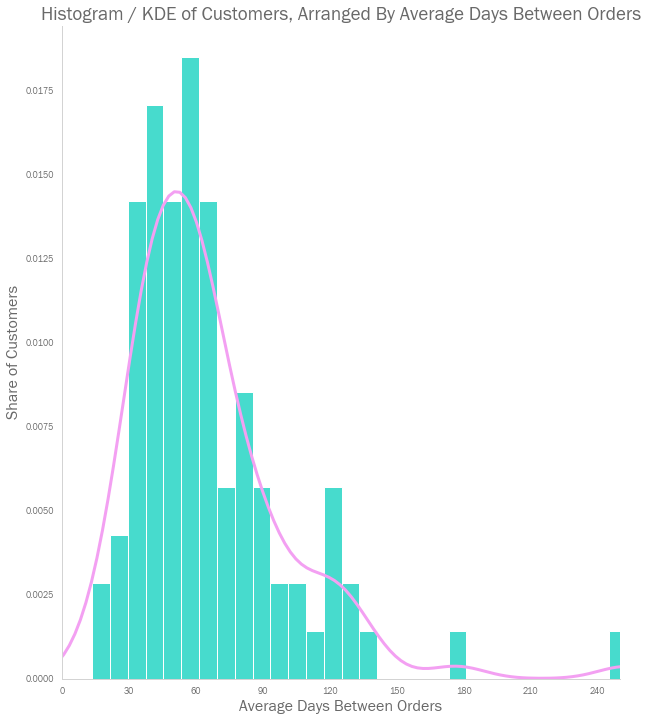 Histogram / KDE of Customers, Arranged By Average Days Between Orders
Share of Customers
0.0175
0.0150
0.0125
0.0100
0.0075
0.0050
0.0025
0.0000
0 30 60 90 120 150 180 210 240
Average Days Between Orders